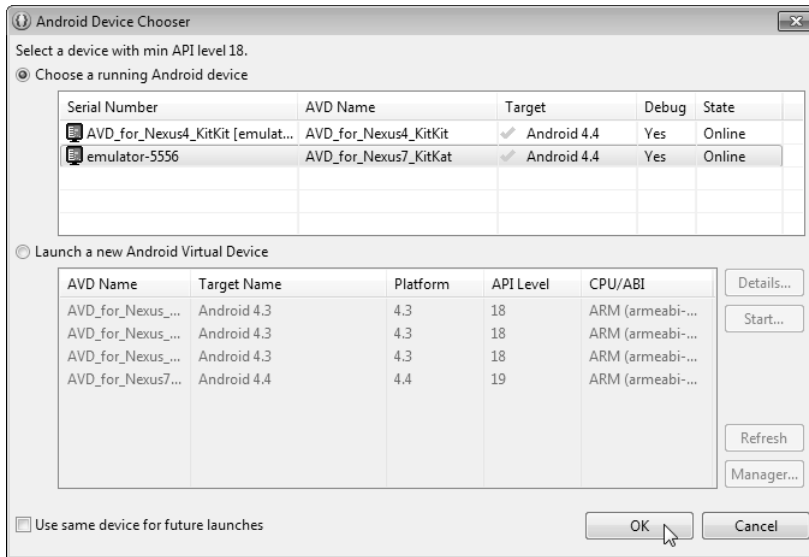 Android Device Chooser
Select a device with min API level 18.
Choose a running Android device
Serial Number AVD Name Target Debug State
AVD_for_Nexus4_KitKit [emulat... AVD_for_Nexus4_KitKit Android 4.4 Yes Online
emulator-5556 AVD_for_Nexus7_KitKat Android 4.4 Yes Online
Launch a new Android Virtual Device
AVD Name Target Name Platform API Level CPU/ABI Details...
AVD_for_Nexus_... Android 4.3 4.3 18 ARM (armeabi-...
AVD_for_Nexus_... Android 4.3 4.3 18 ARM (armeabi-... Start...
AVD_for_Nexus_... Android 4.3 4.3 18 ARM (armeabi-...
AVD_for_Nexus7... Android 4.4 4.4 19 ARM (armeabi-...
Refresh
Manager...
Use same device for future launches OK Cancel